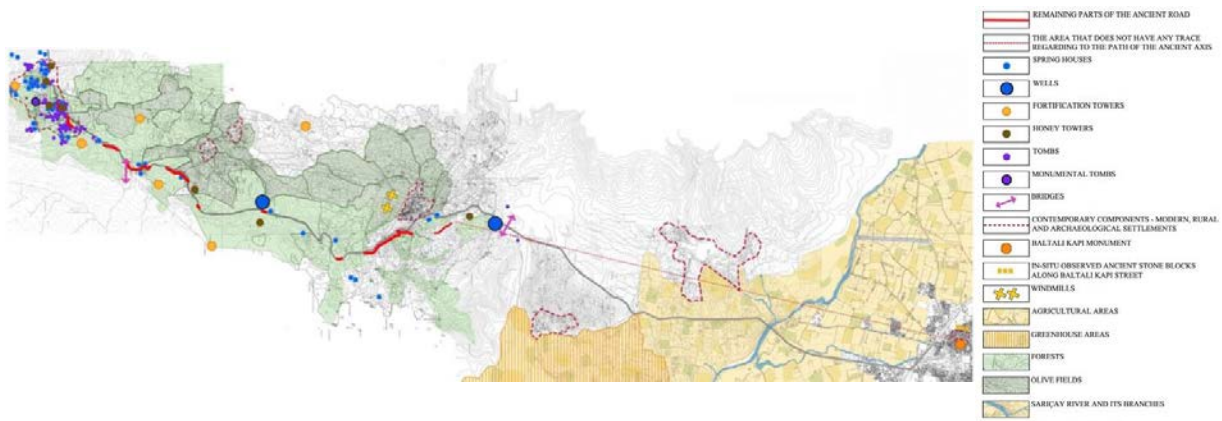 REMAINING PARTS OF THE ANCIENT ROAD
THE AREA THAT DOES NOT HAVE ANY TRACE
REGARDING TO THE PATH OF THE ANCIENT AXIS
SPRING HOUSES
WELLS
FORTIFICATION TOWERS
HONEY TOWERS
TOMBS
MONUMENTAL TOMBS
BRIDGES
CONTEMPORARY COMPONENTS - MODERN, RURAL
AND ARCHAEOLOGICAL SETTLEMENTS
BALTALI KAPI MONUMENT
IN-SITU OBSERVED ANCIENT STONE BLOCKS
ALONG BALTALI KAPI STREET
WINDMILLS
AGRICULTURAL AREAS
GREENHOUSE AREAS
FORESTS
OLIVE FIELDS
SARIÇAY RIVER AND ITS BRANCHES